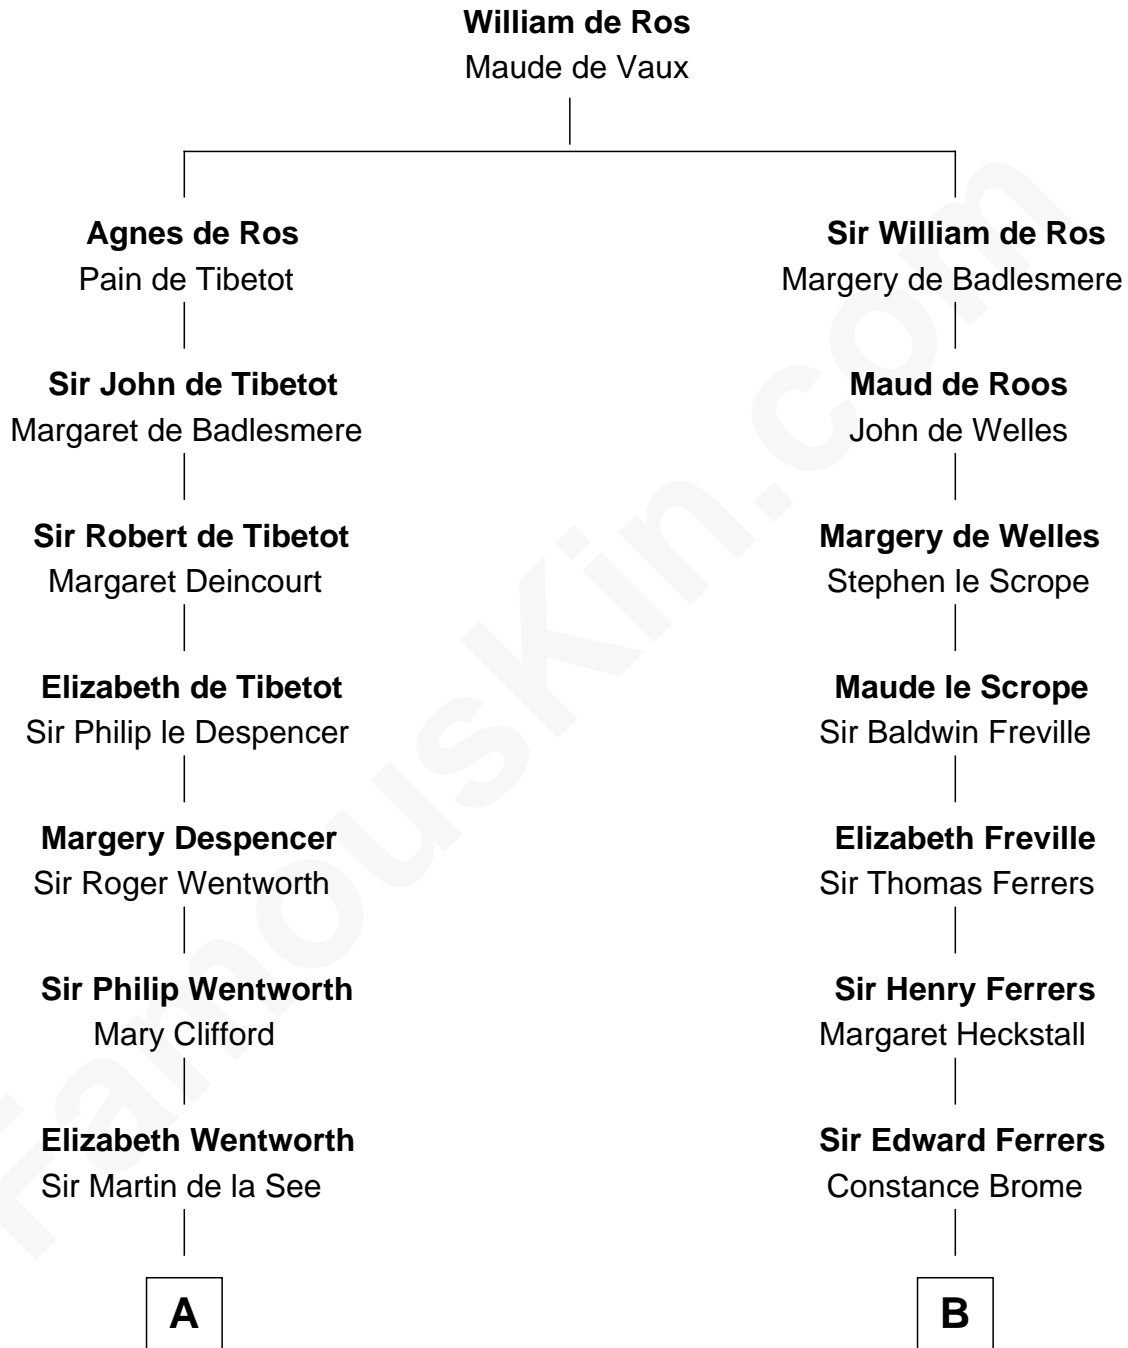 William de Ros
Maude de Vaux
Agnes de Ros
Pain de Tibetot
Sir William de Ros
Margery de Badlesmere
Sir John de Tibetot
Margaret de Badlesmere
Maud de Roos
John de Welles
Sir Robert de Tibetot
Margaret Deincourt
Margery de Welles
Stephen le Scrope
Elizabeth de Tibetot
Sir Philip le Despencer
Maude le Scrope
Sir Baldwin Freville
Margery Despencer
Sir Roger Wentworth
Elizabeth Freville
Sir Thomas Ferrers
Sir Philip Wentworth
Mary Clifford
Sir Henry Ferrers
Margaret Heckstall
Elizabeth Wentworth
Sir Martin de la See
Sir Edward Ferrers
Constance Brome
A
B
FamousKin.com